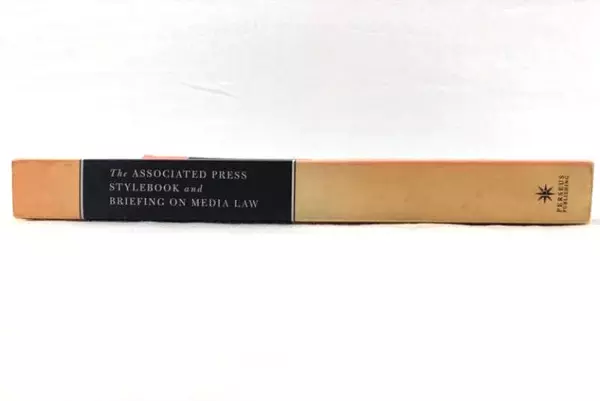 The ASSOCIATED PRESS
STYLEBOOK and
BRIEFING ON MEDIA LAW
PERSEUS
PUBLISHING